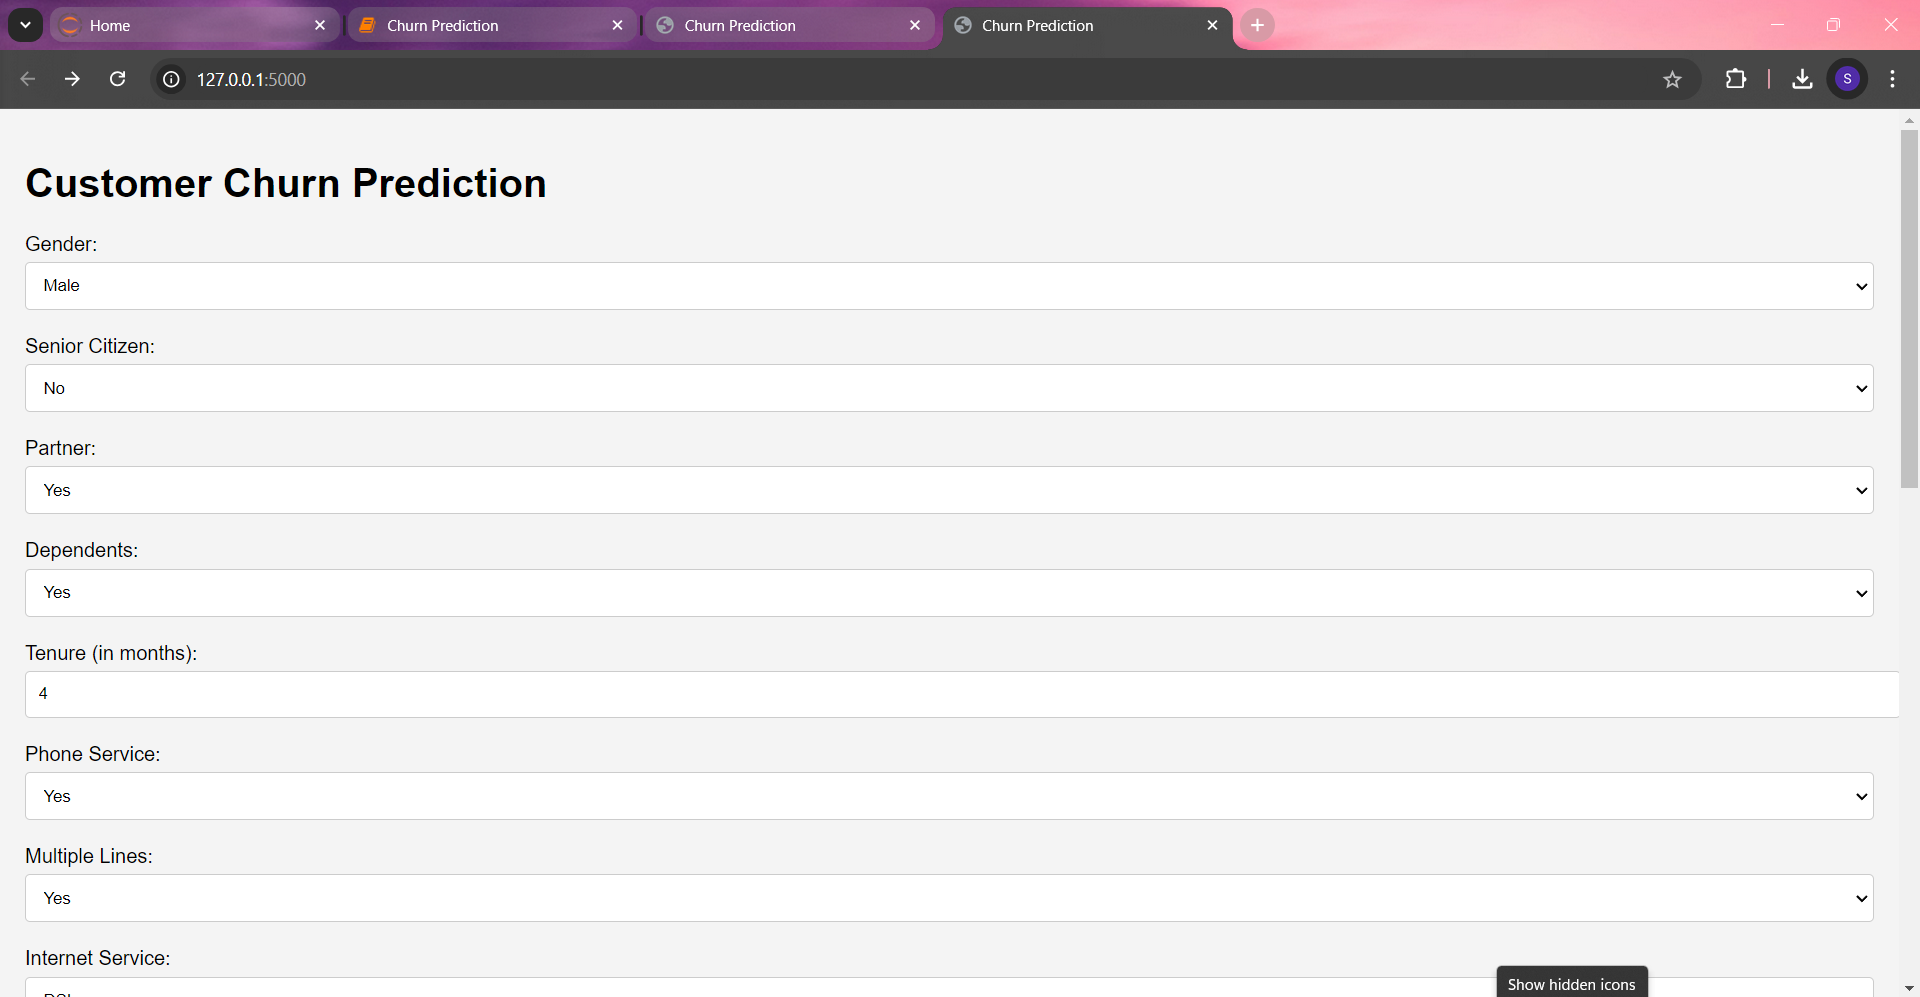 Home
Churn Prediction
Churn Prediction
Churn Prediction
127.0.0.1:5000
S
Customer Churn Prediction
Gender:
Male
Senior Citizen:
No
Partner:
Yes
Dependents:
Yes
Tenure (in months):
4
Phone Service:
Yes
Multiple Lines:
Yes
Internet Service:
Show hidden icons